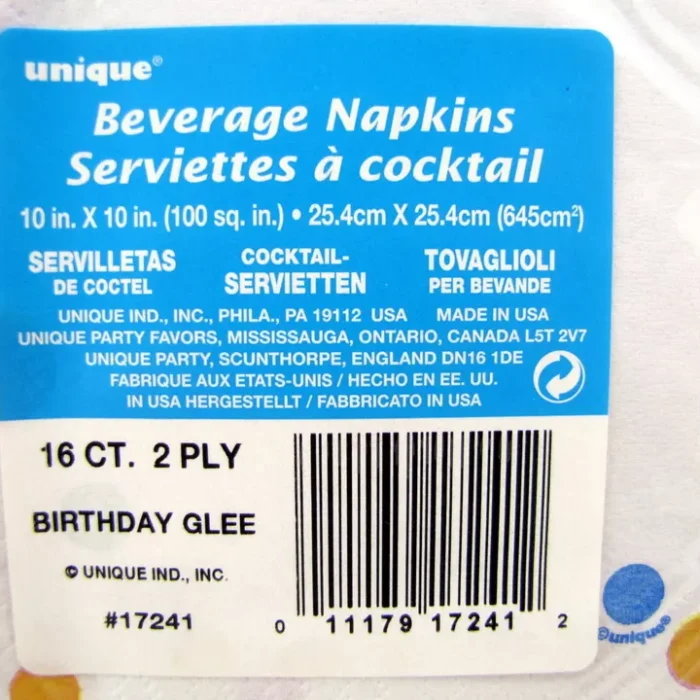 unique®
Beverage Napkins
Serviettes à cocktail
10 in. X 10 in. (100 sq. in.) • 25.4cm X 25.4cm (645cm²)
SERVILLETAS DE COCTEL
COCKTAIL-SERVIETTEN
TOVAGLIOLI PER BEVANDE
UNIQUE IND., INC., PHILA., PA 19112 USA MADE IN USA
UNIQUE PARTY FAVORS, MISSISSAUGA, ONTARIO, CANADA L5T 2V7
UNIQUE PARTY, SCUNTHORPE, ENGLAND DN16 1DE
FABRIQUE AUX ETATS-UNIS / HECHO EN EE. UU.
IN USA HERGESTELLT / FABBRICATO IN USA
16 CT. 2 PLY
BIRTHDAY GLEE
© UNIQUE IND., INC.
#17241
0 11179 17241 2
©unique®